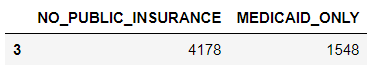 NO_PUBLIC_INSURANCE MEDICAID_ONLY
3 4178 1548